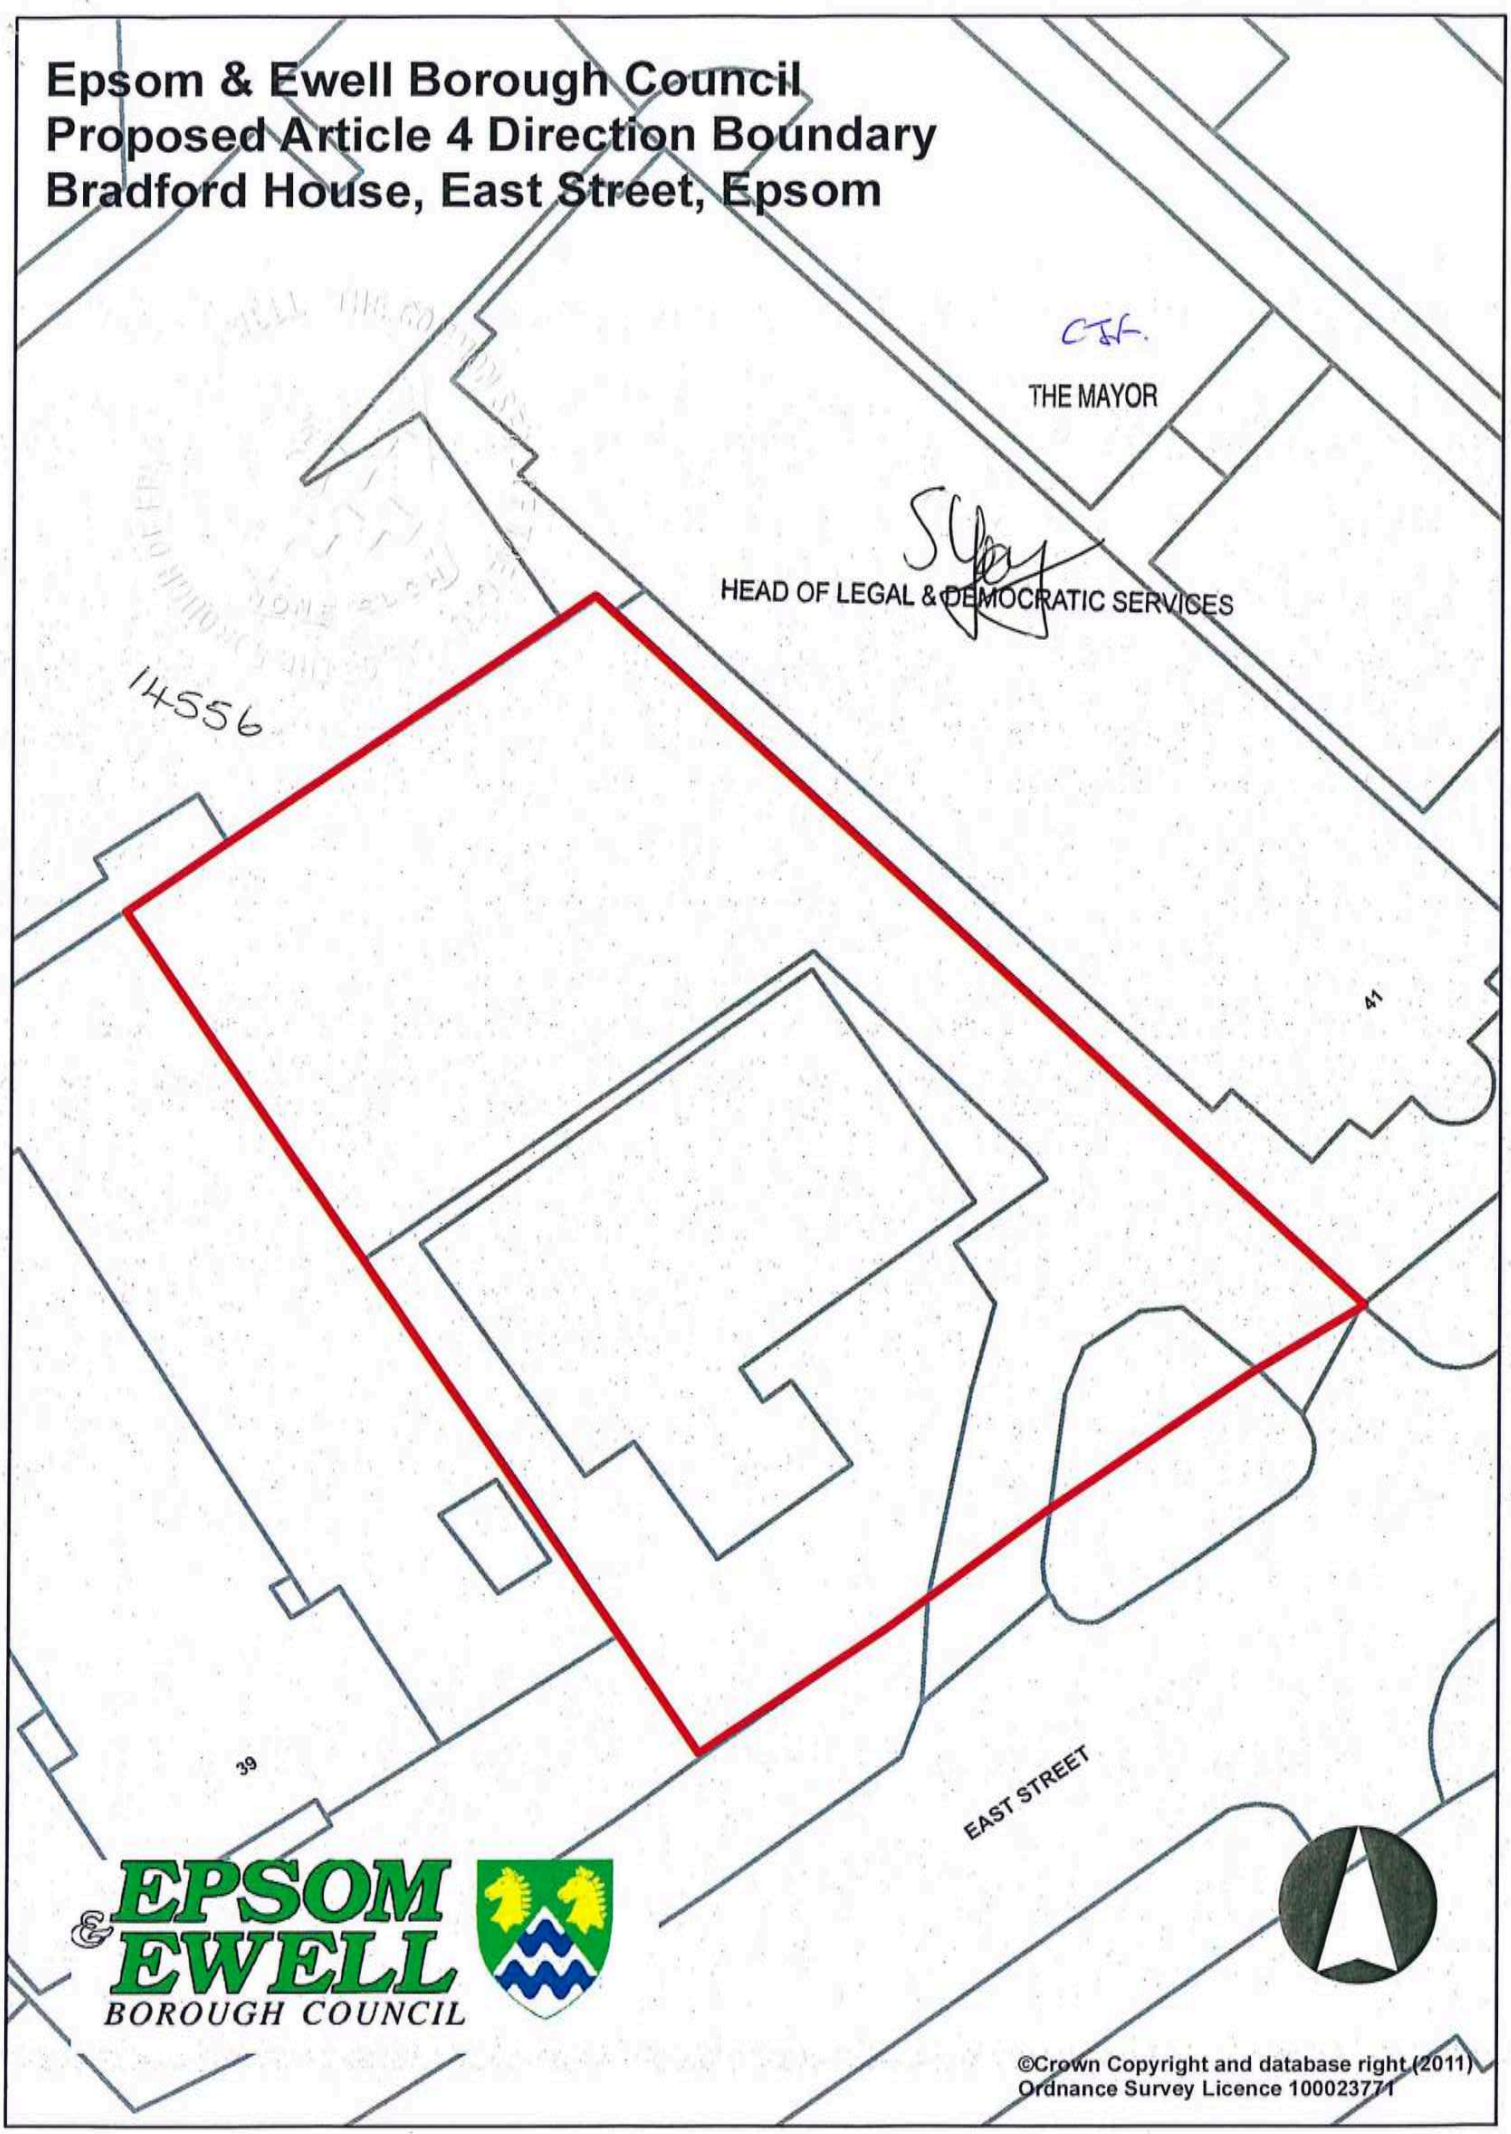 Epsom & Ewell Borough Council
Proposed Article 4 Direction Boundary
Bradford House, East Street, Epsom
THE MAYOR
HEAD OF LEGAL & DEMOCRATIC SERVICES
14556
41
39
EAST STREET
EPSOM
& EWELL
BOROUGH COUNCIL
©Crown Copyright and database right (2011)
Ordnance Survey Licence 100023771